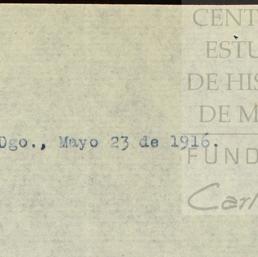 CENT
ESTU
DE HIS
DE M
Dgo., Mayo 23 de 1916.
FUND
Carl